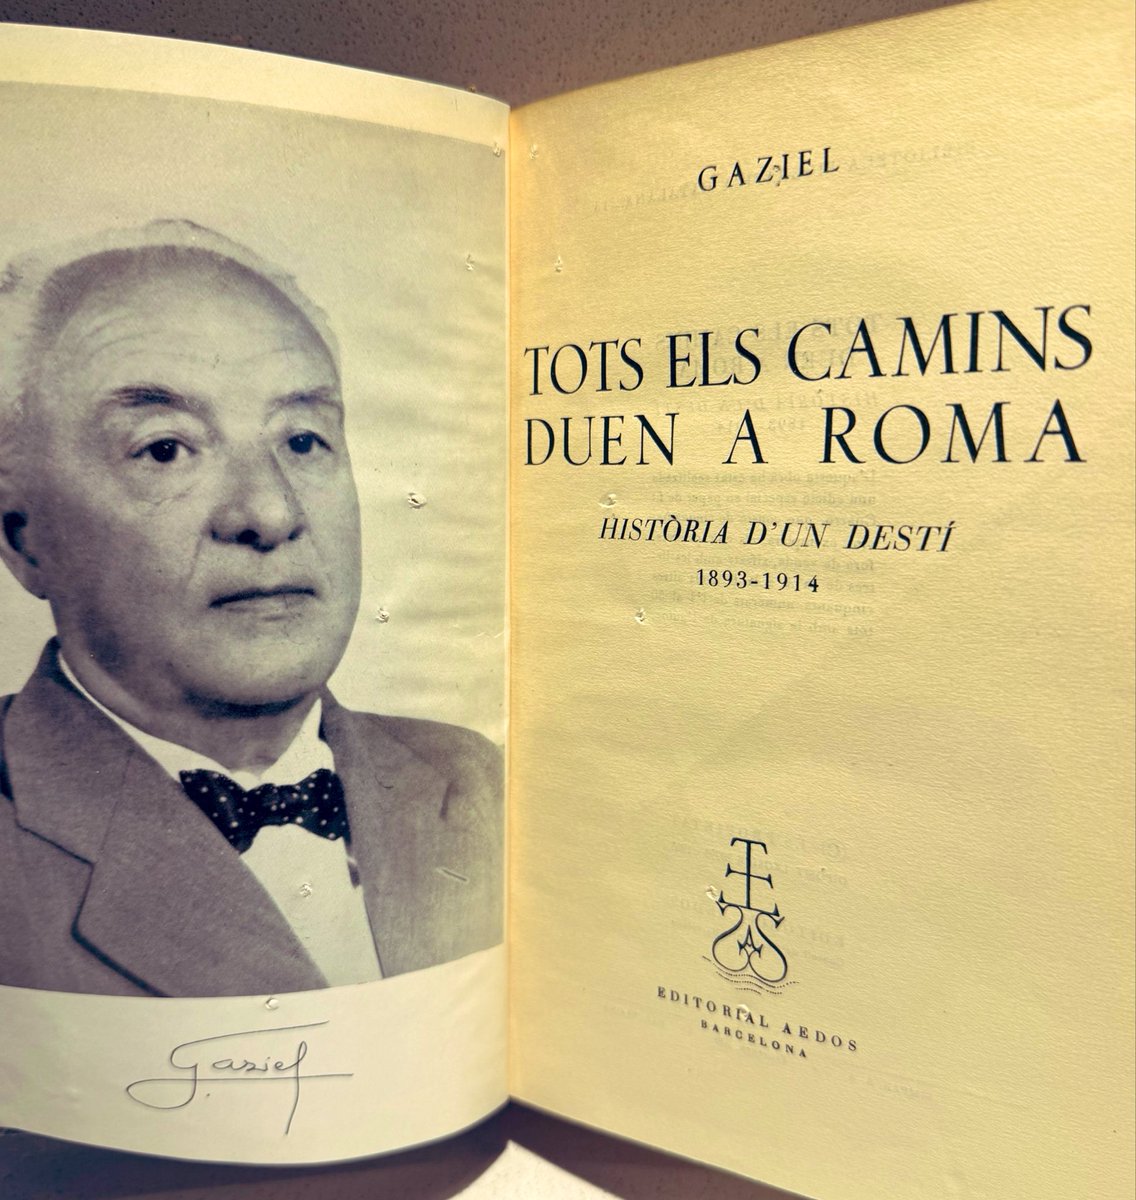 Gaziel
GAZIEL
TOTS ELS CAMINS
DUEN A ROMA
HISTÒRIA D'UN DESTÍ
1893-1914
EDITORIAL AEDOS
BARCELONA